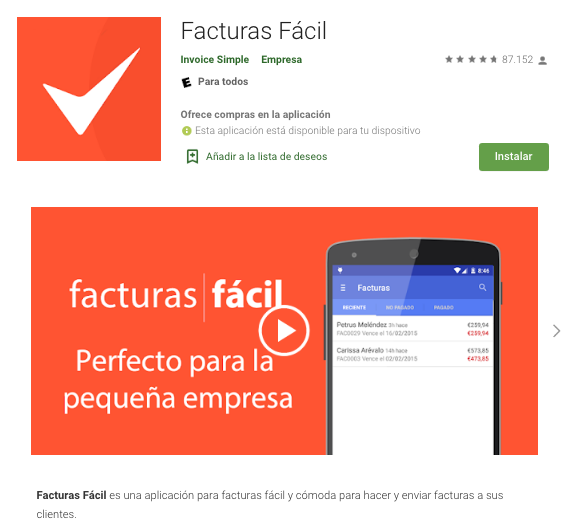 Facturas Fácil
Invoice Simple Empresa
87.152
E Para todos
Ofrece compras en la aplicación
Esta aplicación está disponible para tu dispositivo
Añadir a la lista de deseos
Instalar
facturas fácil
Perfecto para la
pequeña empresa
8:46
Facturas
RECIENTE NO PAGADO PAGADO
Petrus Meléndez 3h hace €259,94
FAC0029 Vence el 16/02/2015 €259,94
Carissa Arévalo 14h hace €573,85
FAC0003 Vence el 02/02/2015 €473,85
Facturas Fácil es una aplicación para facturas fácil y cómoda para hacer y enviar facturas a sus
clientes.